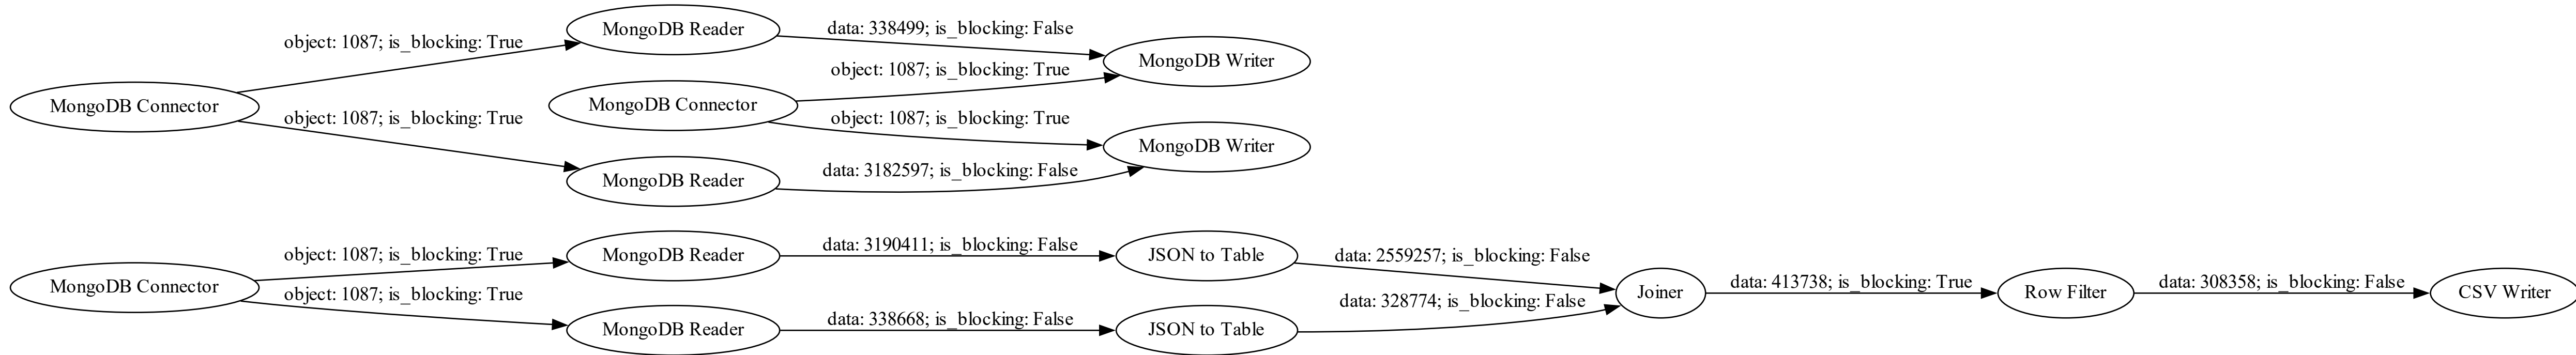 MongoDB Connector
object: 1087; is_blocking: True
object: 1087; is_blocking: True
MongoDB Reader
data: 338499; is_blocking: False
MongoDB Connector
object: 1087; is_blocking: True
object: 1087; is_blocking: True
MongoDB Reader
data: 3182597; is_blocking: False
MongoDB Writer
MongoDB Writer
MongoDB Connector
object: 1087; is_blocking: True
object: 1087; is_blocking: True
MongoDB Reader
data: 3190411; is_blocking: False
JSON to Table
data: 2559257; is_blocking: False
MongoDB Reader
data: 338668; is_blocking: False
JSON to Table
data: 328774; is_blocking: False
Joiner
data: 413738; is_blocking: True
Row Filter
data: 308358; is_blocking: False
CSV Writer